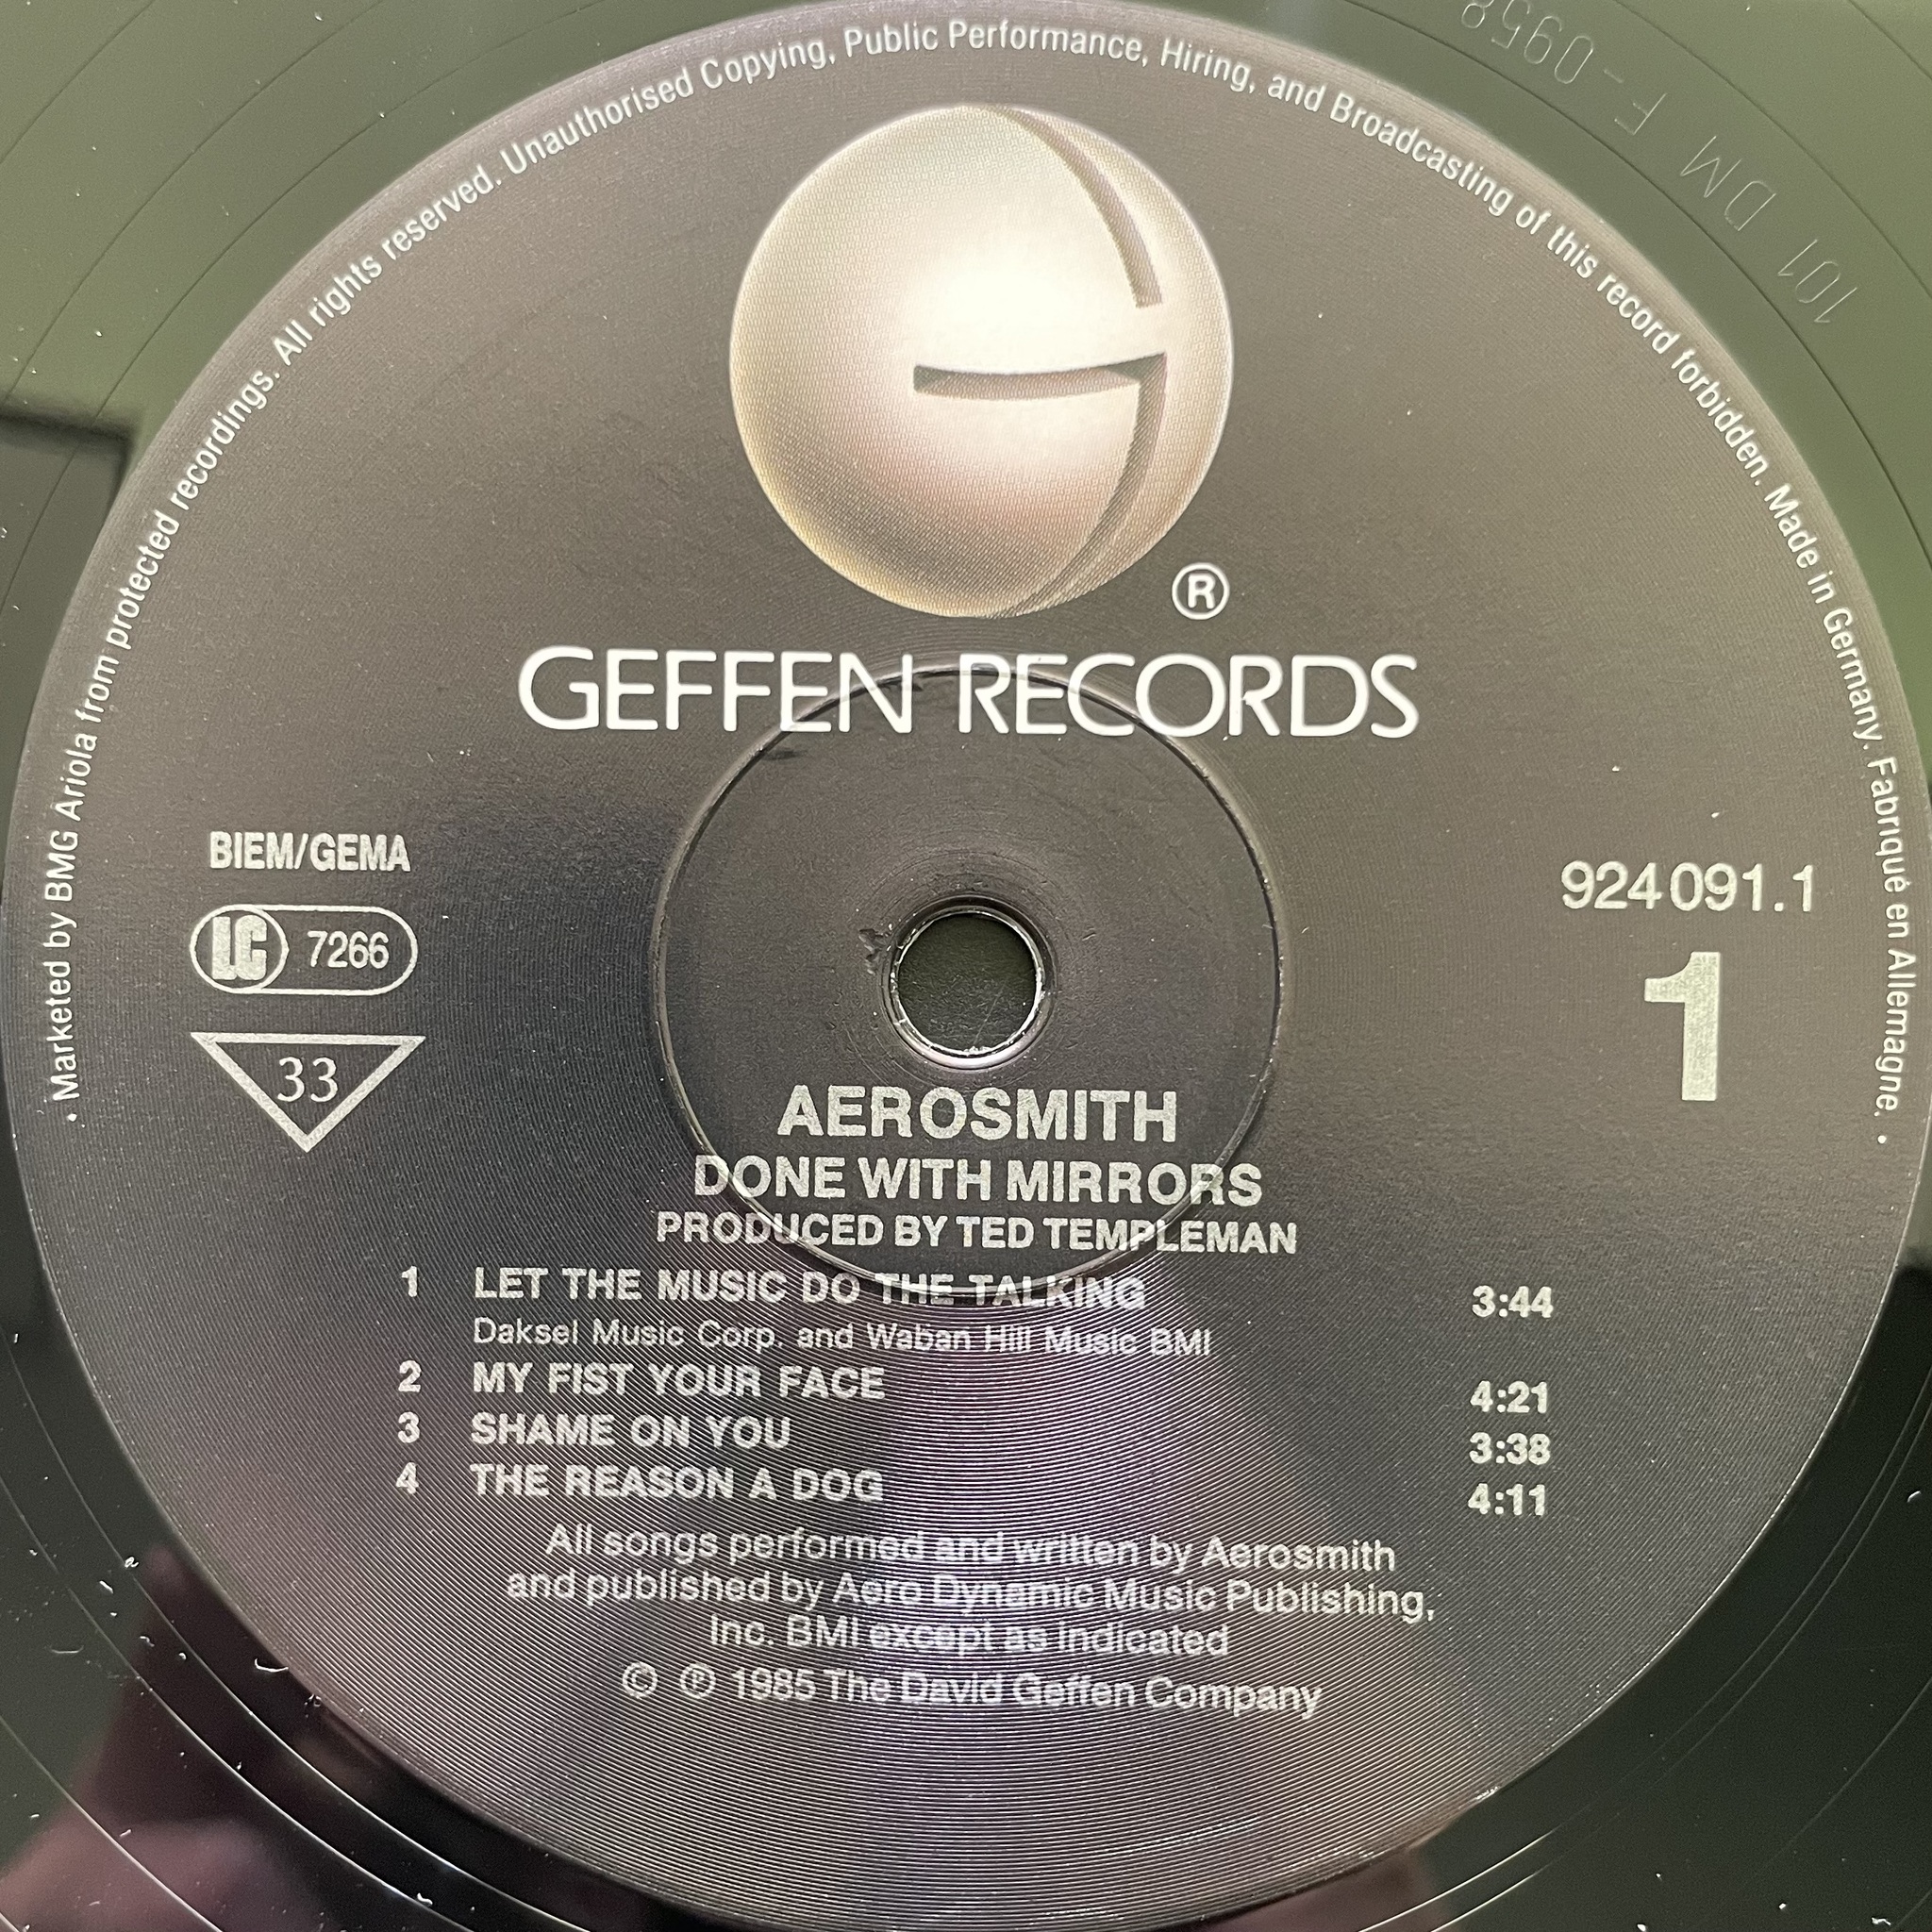 • Marketed by BMG Ariola from protected recordings. All rights reserved. Unauthorised Copying, Public Performance, Hiring, and Broadcasting of this record forbidden. Made in Germany. Fabriqué en Allemagne. •
101 DM F-0958
®
GEFFEN RECORDS
BIEM/GEMA
LC 7266
33
924091.1
1
AEROSMITH
DONE WITH MIRRORS
PRODUCED BY TED TEMPLEMAN
1 LET THE MUSIC DO THE TALKING 3:44
Daksel Music Corp. and Waban Hill Music BMI
2 MY FIST YOUR FACE 4:21
3 SHAME ON YOU 3:38
4 THE REASON A DOG 4:11
All songs performed and written by Aerosmith
and published by Aero Dynamic Music Publishing,
Inc. BMI except as indicated
© ℗ 1985 The David Geffen Company